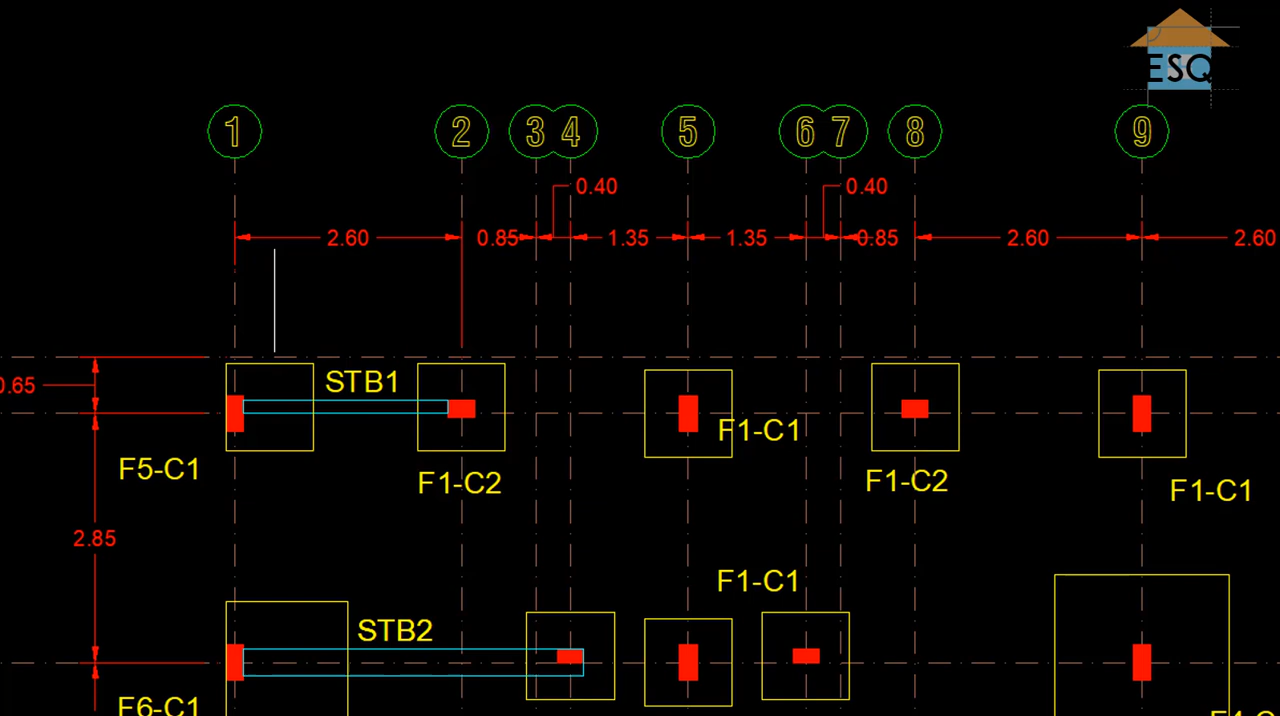 ESQ
1 2 3 4 5 6 7 8 9
0.40 0.40
2.60 0.85 1.35 1.35 0.85 2.60 2.60
STB1
0.65
F1-C1
F5-C1 F1-C2 F1-C2 F1-C1
2.85
F1-C1
STB2
F6-C1